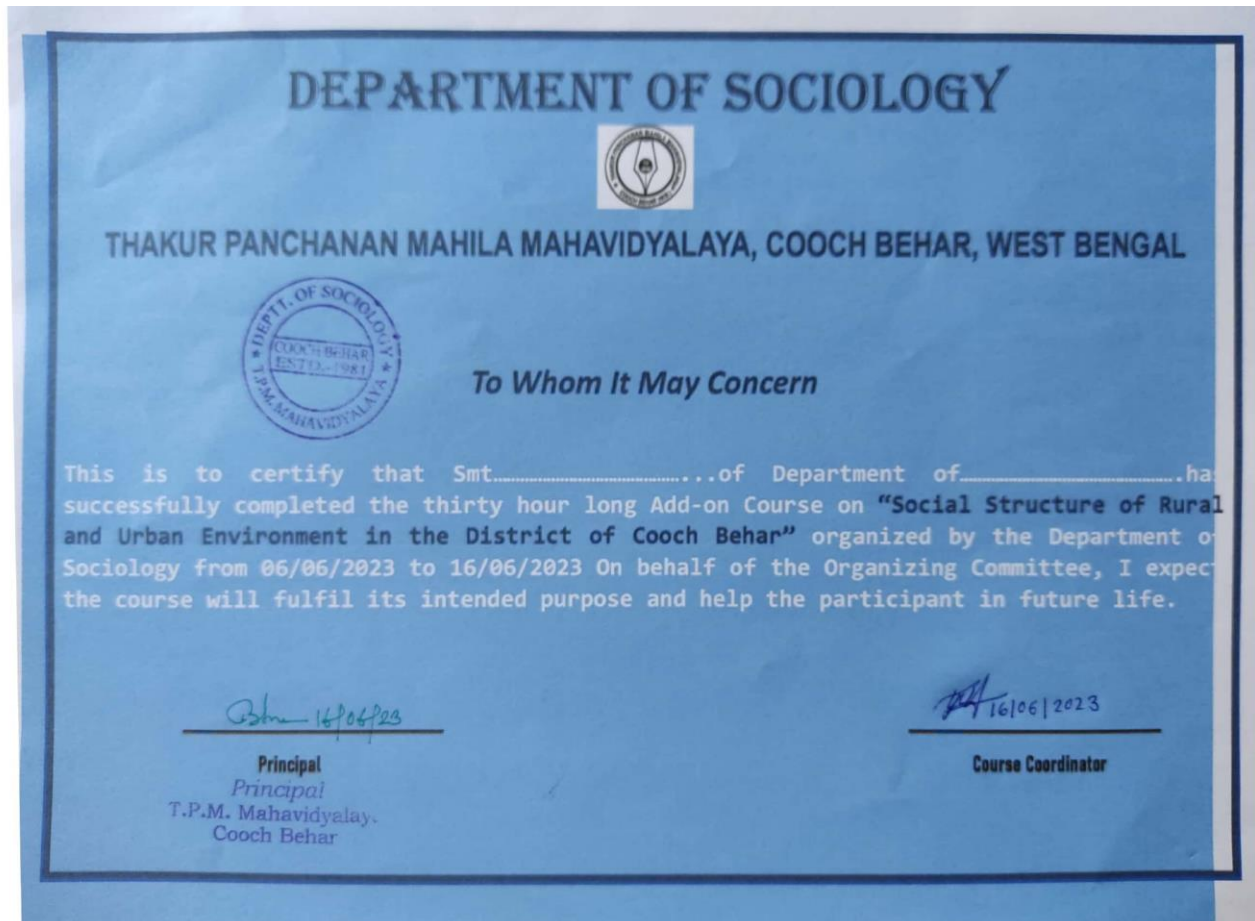 DEPARTMENT OF SOCIOLOGY
THAKUR PANCHANAN MAHILA MAHAVIDYALAYA, COOCH BEHAR, WEST BENGAL
DEPTT. OF SOCIOLOGY
COOCH BEHAR
ESTD.-1981
T.P.M. MAHAVIDYALAYA
To Whom It May Concern
This is to certify that Smt.......................of Department of.......................ha
successfully completed the thirty hour long Add-on Course on “Social Structure of Rural
and Urban Environment in the District of Cooch Behar” organized by the Department o
Sociology from 06/06/2023 to 16/06/2023 On behalf of the Organizing Committee, I expec
the course will fulfil its intended purpose and help the participant in future life.
16/06/23
16/06/2023
Principal
Course Coordinator
Principal
T.P.M. Mahavidyalay.
Cooch Behar